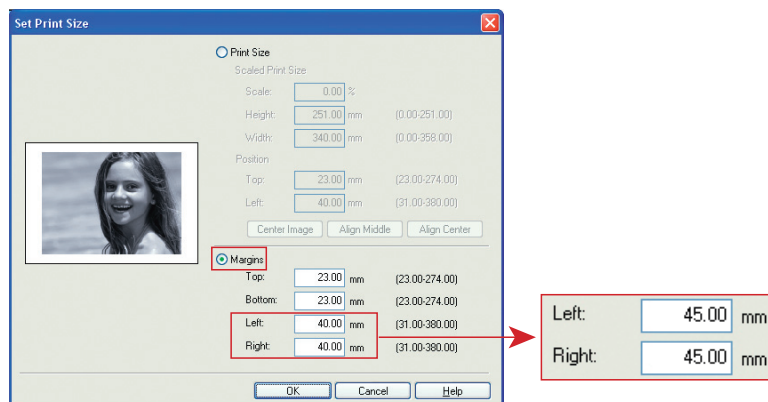 Set Print Size
Print Size
Scaled Print Size
Scale: 0.00 %
Height: 251.00 mm (0.00-251.00)
Width: 340.00 mm (0.00-358.00)
Position
Top: 23.00 mm (23.00-274.00)
Left: 40.00 mm (31.00-380.00)
Center Image Align Middle Align Center
Margins
Top: 23.00 mm (23.00-274.00)
Bottom: 23.00 mm (23.00-274.00)
Left: 40.00 mm (31.00-380.00)
Right: 40.00 mm (31.00-380.00)
OK Cancel Help
Left: 45.00 mm
Right: 45.00 mm